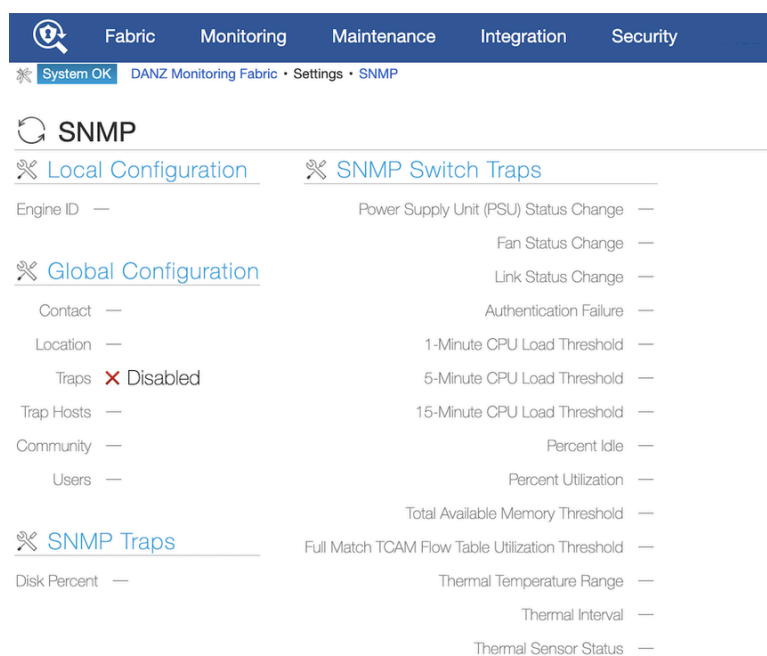 Fabric Monitoring Maintenance Integration Security
System OK DANZ Monitoring Fabric • Settings • SNMP
SNMP
Local Configuration
Engine ID —
Global Configuration
Contact —
Location —
Traps ✕ Disabled
Trap Hosts —
Community —
Users —
SNMP Traps
Disk Percent —
SNMP Switch Traps
Power Supply Unit (PSU) Status Change —
Fan Status Change —
Link Status Change —
Authentication Failure —
1-Minute CPU Load Threshold —
5-Minute CPU Load Threshold —
15-Minute CPU Load Threshold —
Percent Idle —
Percent Utilization —
Total Available Memory Threshold —
Full Match TCAM Flow Table Utilization Threshold —
Thermal Temperature Range —
Thermal Interval —
Thermal Sensor Status —